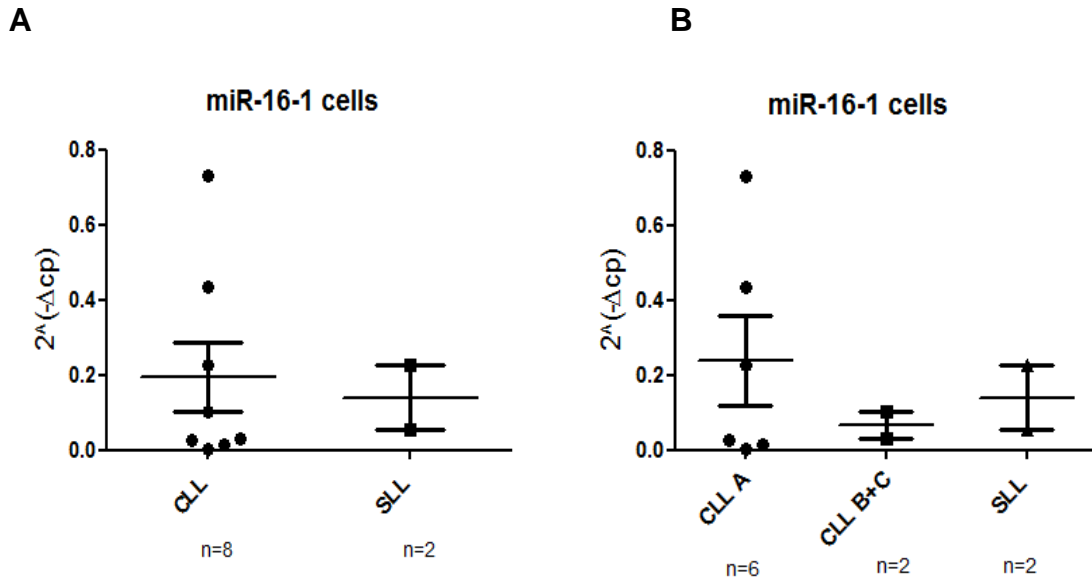 A
miR-16-1 cells
2^(-Δcp)
0.8
0.6
0.4
0.2
0.0
CLL
SLL
n=8
n=2
B
miR-16-1 cells
2^(-Δcp)
0.8
0.6
0.4
0.2
0.0
CLL A
CLL B+C
SLL
n=6
n=2
n=2